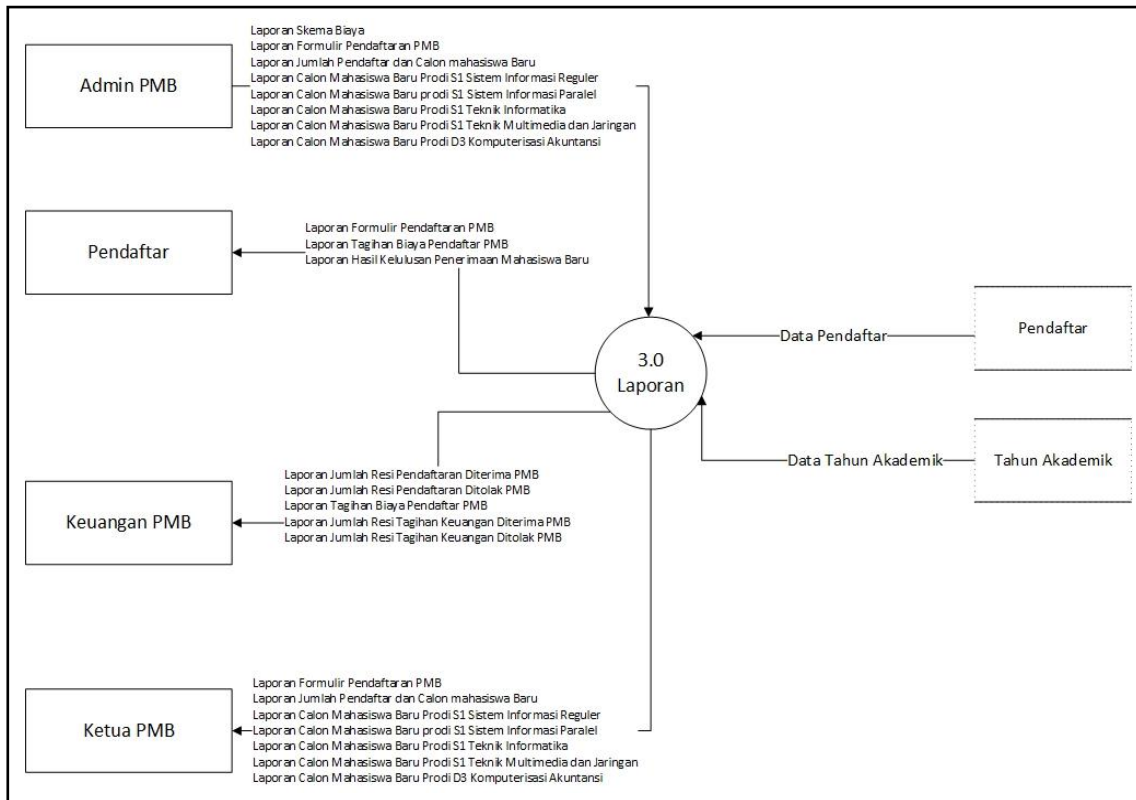 Laporan Skema Biaya
Laporan Formulir Pendaftaran PMB
Laporan Jumlah Pendaftar dan Calon mahasiswa Baru
Laporan Calon Mahasiswa Baru Prodi S1 Sistem Informasi Reguler
Laporan Calon Mahasiswa Baru prodi S1 Sistem Informasi Paralel
Laporan Calon Mahasiswa Baru Prodi S1 Teknik Informatika
Laporan Calon Mahasiswa Baru Prodi S1 Teknik Multimedia dan Jaringan
Laporan Calon Mahasiswa Baru Prodi D3 Komputerisasi Akuntansi
Admin PMB
Pendaftar
Laporan Formulir Pendaftaran PMB
Laporan Tagihan Biaya Pendaftar PMB
Laporan Hasil Kelulusan Penerimaan Mahasiswa Baru
3.0
Laporan
Data Pendaftar
Pendaftar
Data Tahun Akademik
Tahun Akademik
Keuangan PMB
Laporan Jumlah Resi Pendaftaran Diterima PMB
Laporan Jumlah Resi Pendaftaran Ditolak PMB
Laporan Tagihan Biaya Pendaftar PMB
Laporan Jumlah Resi Tagihan Keuangan Diterima PMB
Laporan Jumlah Resi Tagihan Keuangan Ditolak PMB
Ketua PMB
Laporan Formulir Pendaftaran PMB
Laporan Jumlah Pendaftar dan Calon mahasiswa Baru
Laporan Calon Mahasiswa Baru Prodi S1 Sistem Informasi Reguler
Laporan Calon Mahasiswa Baru prodi S1 Sistem Informasi Paralel
Laporan Calon Mahasiswa Baru Prodi S1 Teknik Informatika
Laporan Calon Mahasiswa Baru Prodi S1 Teknik Multimedia dan Jaringan
Laporan Calon Mahasiswa Baru Prodi D3 Komputerisasi Akuntansi